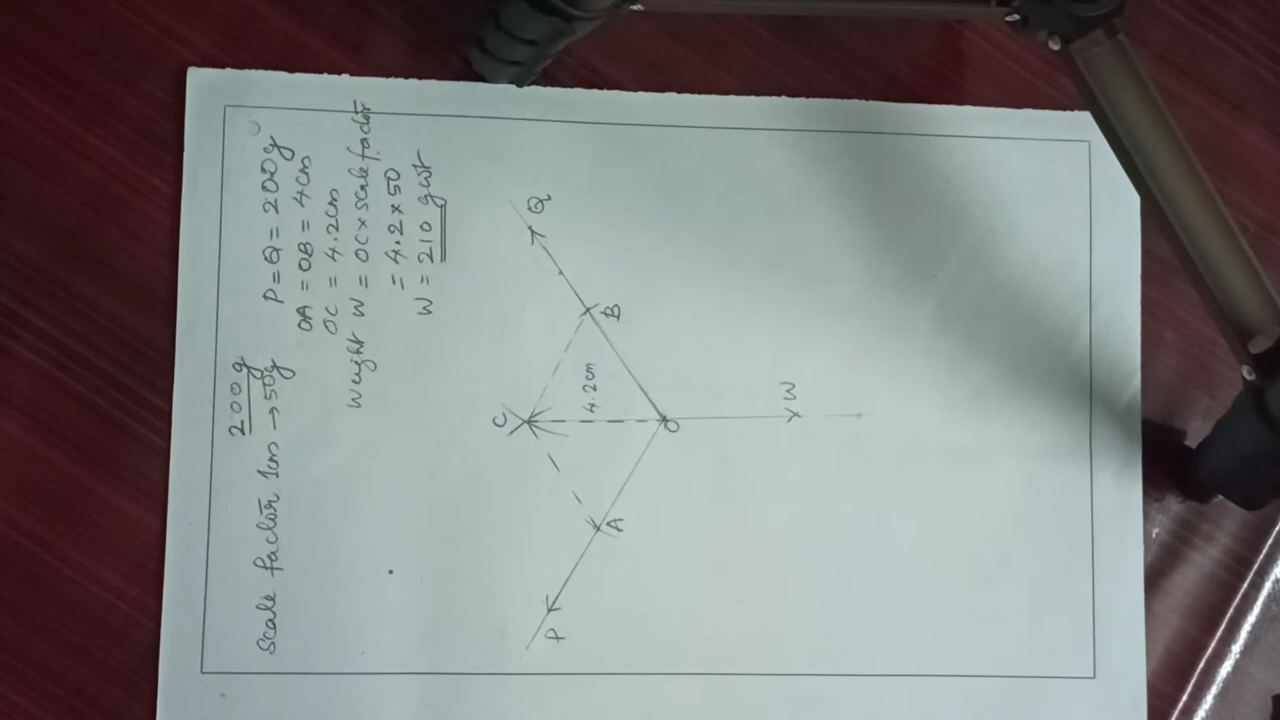 200g
Scale factor 1cm → 50g
P = Q = 200g
OA = OB = 4cm
OC = 4.2cm
Weight W = OC x scale factor
= 4.2 x 50
W = 210 gwt
P
A
C
4.2cm
O
W
B
Q